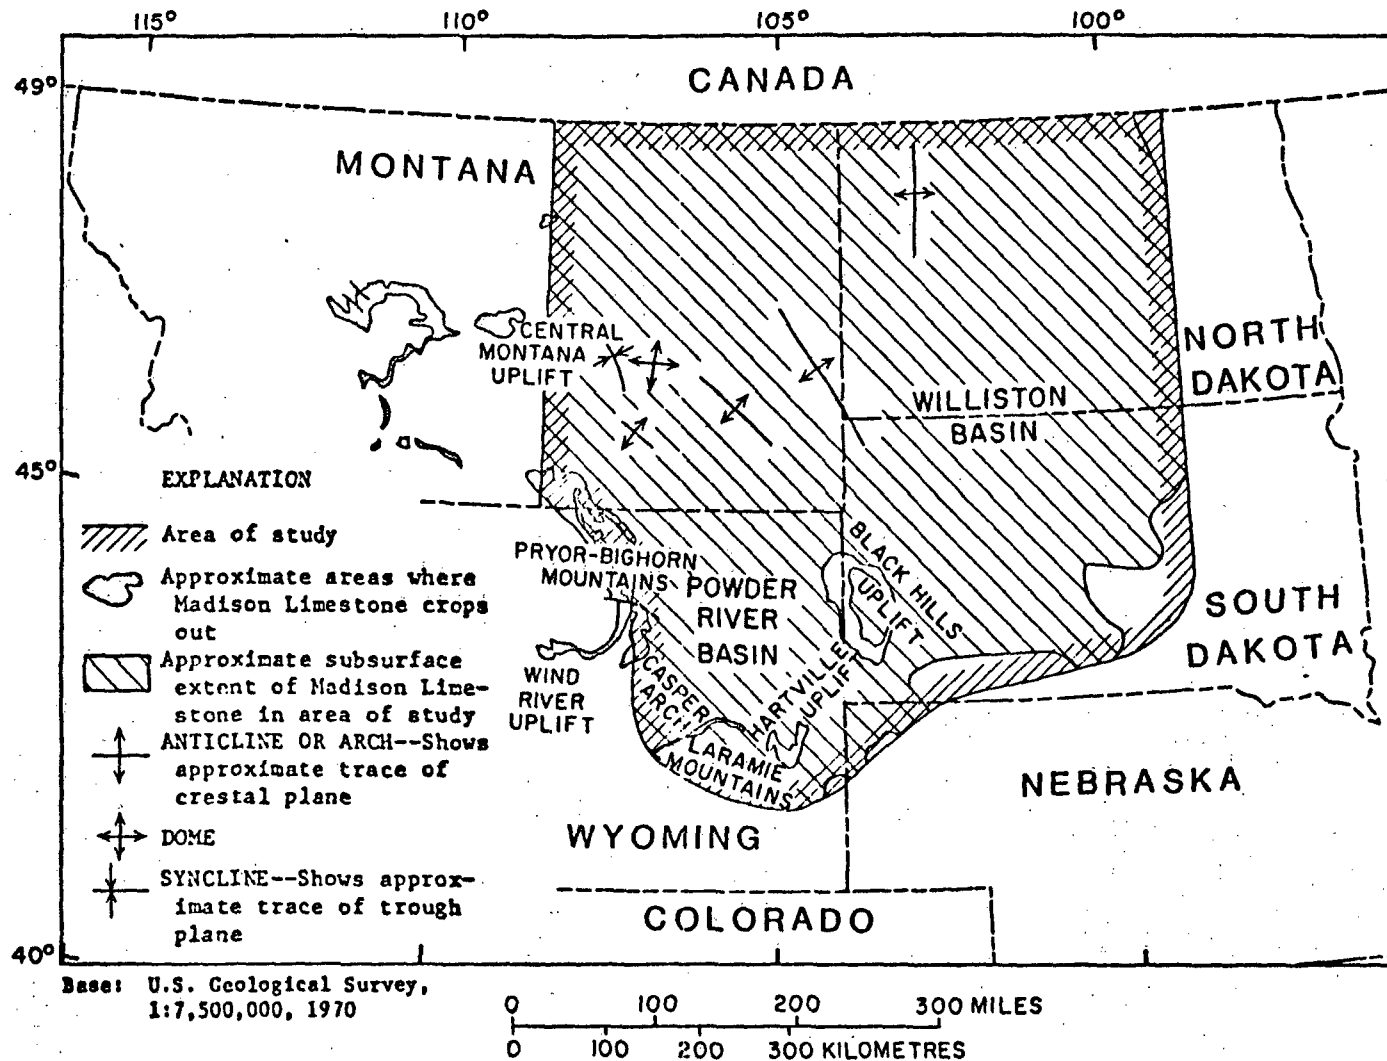 115° 110° 105° 100°
CANADA
49°
MONTANA
NORTH
DAKOTA
CENTRAL
MONTANA
UPLIFT
WILLISTON
BASIN
45°
EXPLANATION
Area of study
Approximate areas where
Madison Limestone crops
out
Approximate subsurface
extent of Madison Lime-
stone in area of study
ANTICLINE OR ARCH--Shows
approximate trace of
crestal plane
DOME
SYNCLINE--Shows approx-
imate trace of trough
plane
PRYOR-BIGHORN
MOUNTAINS
POWDER
RIVER
BASIN
BLACK HILLS
UPLIFT
SOUTH
DAKOTA
WIND
RIVER
UPLIFT
CASPER
ARCH
HARTVILLE
UPLIFT
LARAMIE
MOUNTAINS
NEBRASKA
WYOMING
COLORADO
40°
Base: U.S. Geological Survey,
1:7,500,000, 1970
0 100 200 300 MILES
0 100 200 300 KILOMETRES